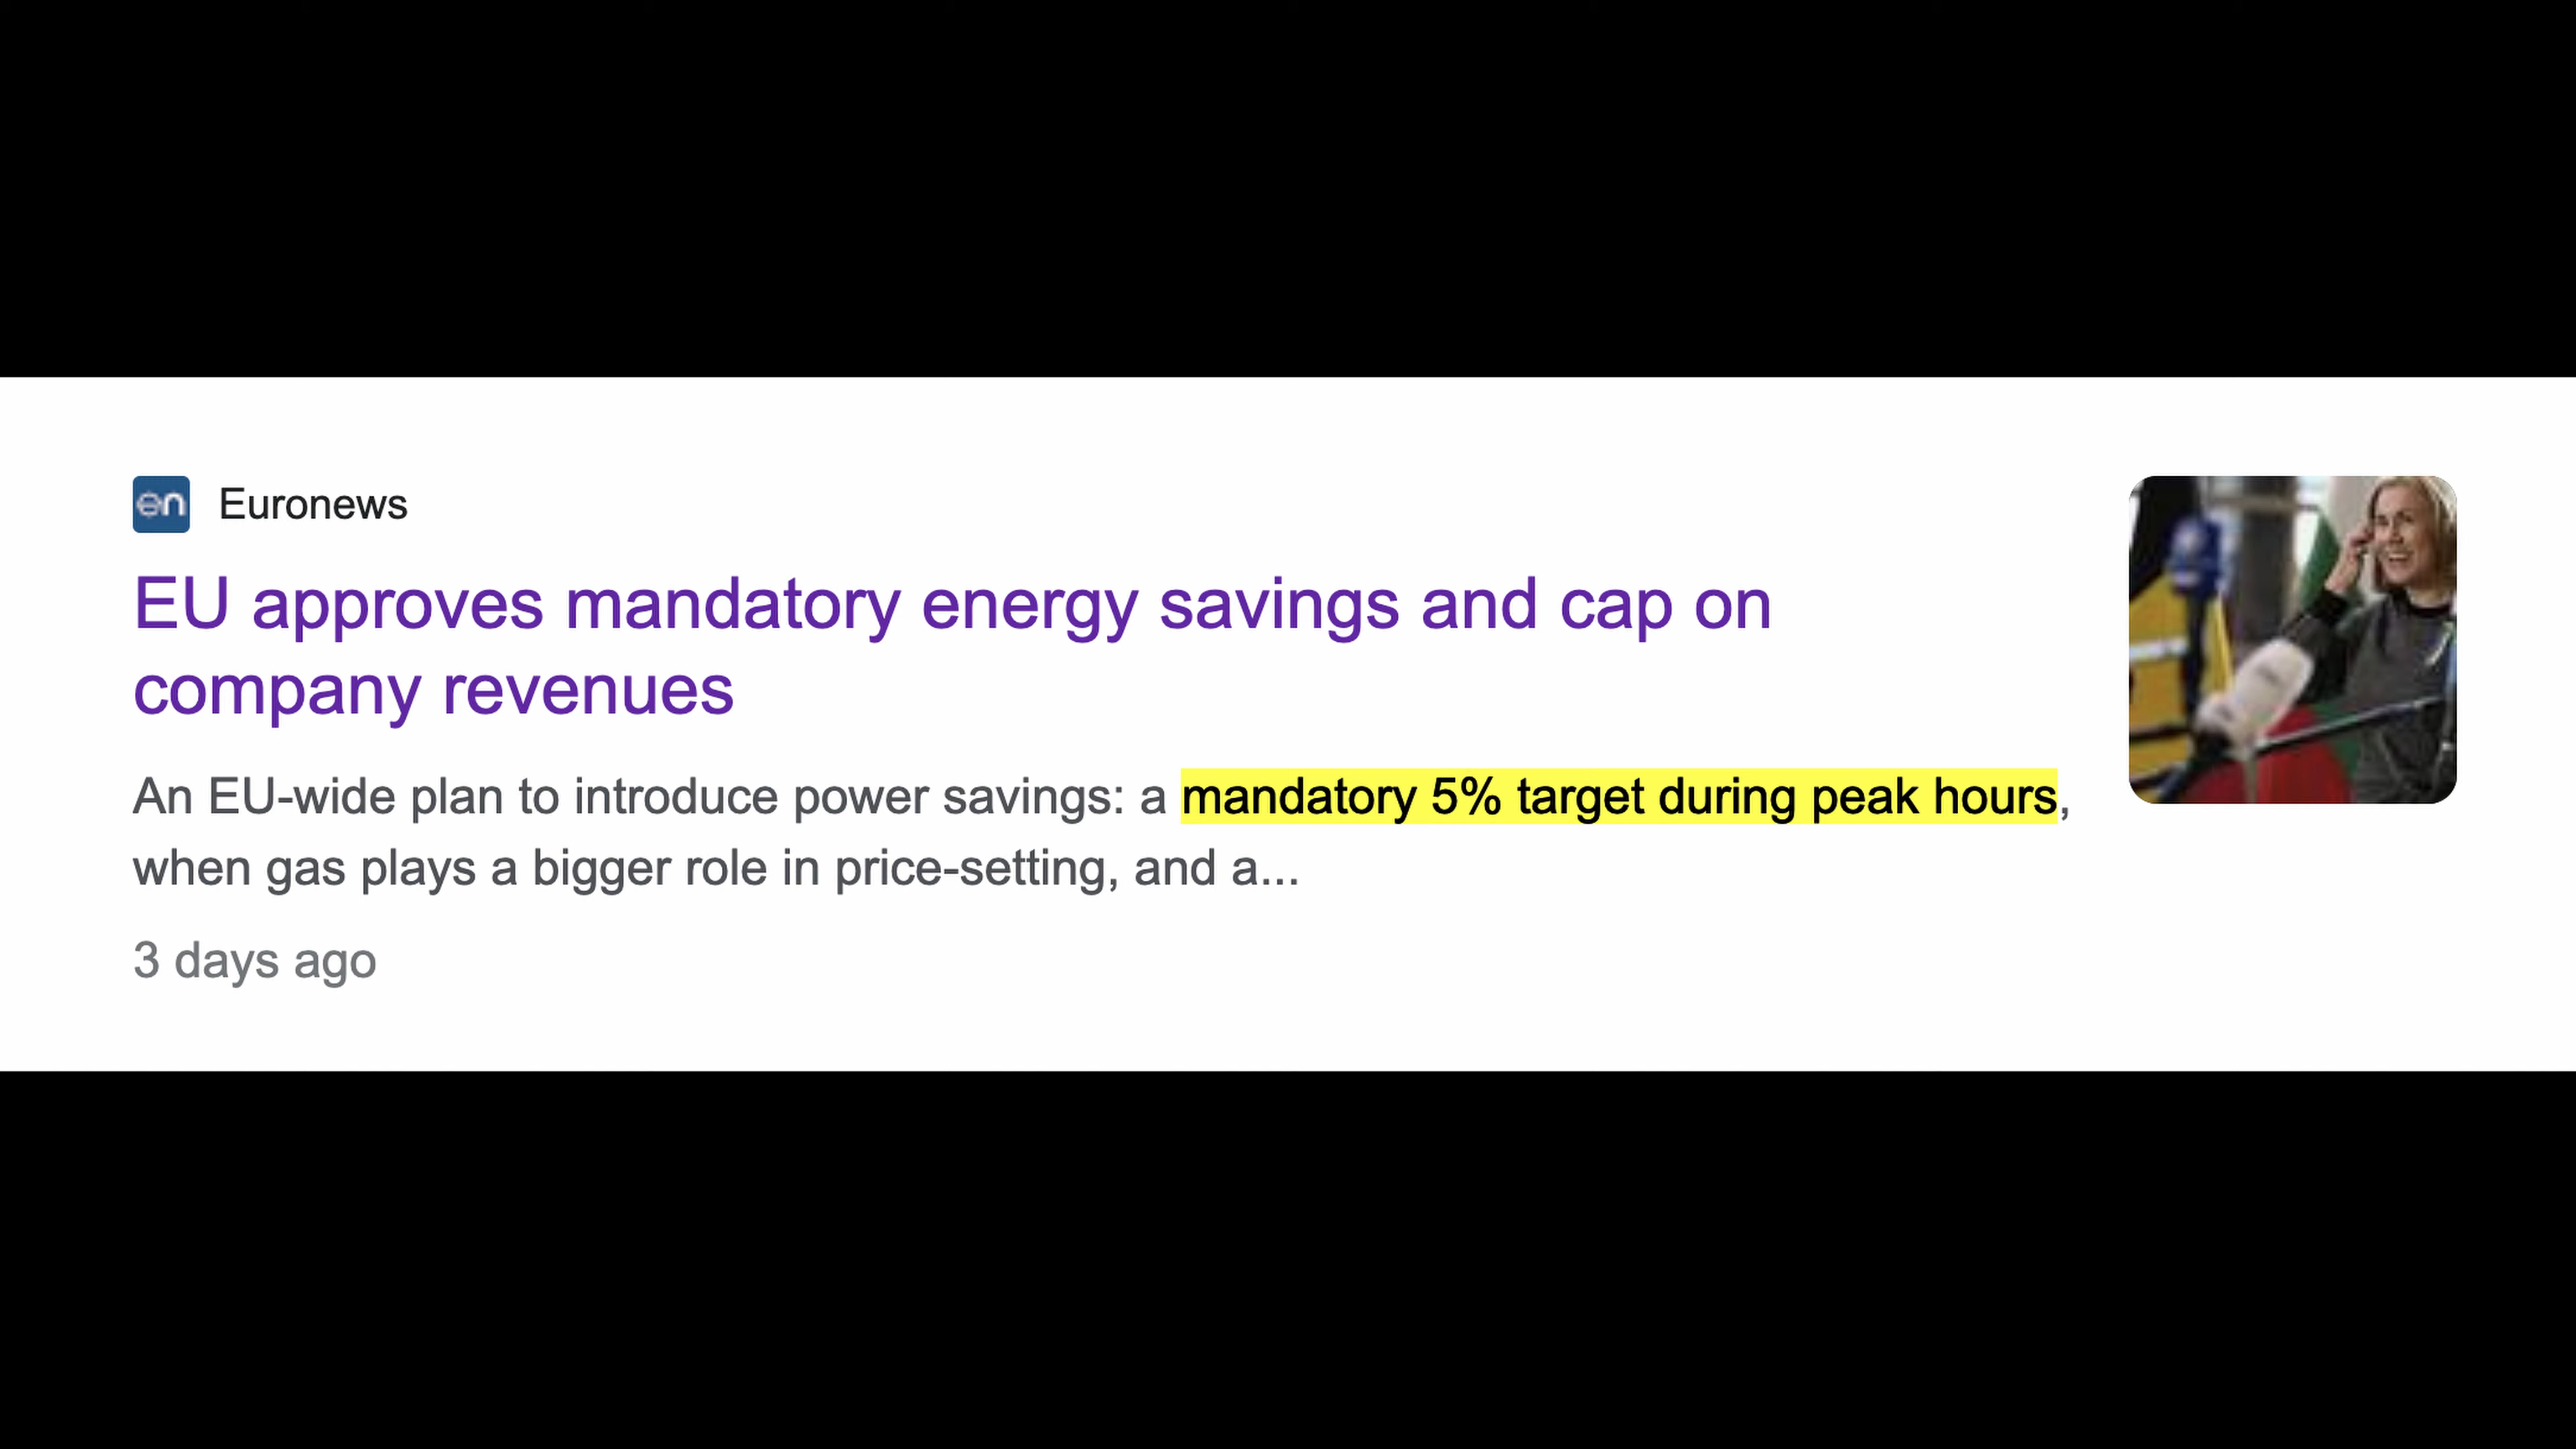 en Euronews
EU approves mandatory energy savings and cap on
company revenues
An EU-wide plan to introduce power savings: a mandatory 5% target during peak hours,
when gas plays a bigger role in price-setting, and a...
3 days ago